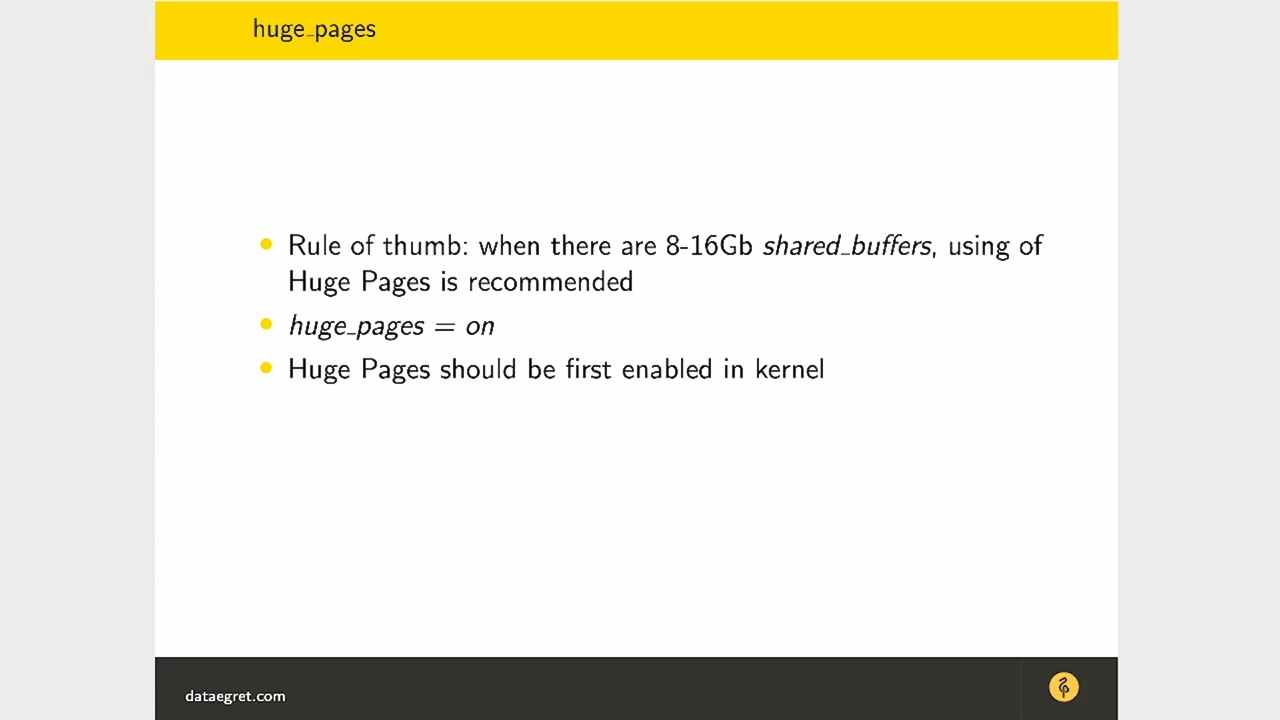 huge_pages
Rule of thumb: when there are 8-16Gb shared_buffers, using of
Huge Pages is recommended
huge_pages = on
Huge Pages should be first enabled in kernel
dataegret.com